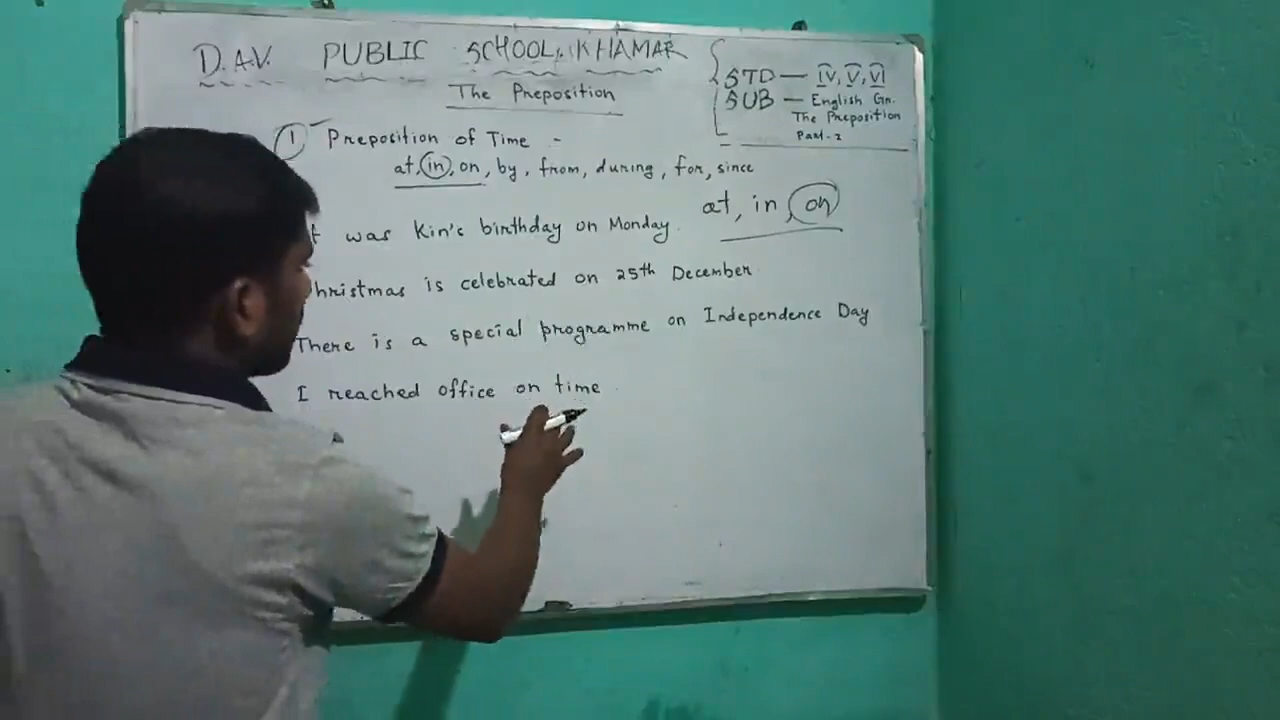 D.A.V. PUBLIC SCHOOL, KHAMAR
The Preposition
STD — IV, V, VI
SUB — English Gr.
The Preposition
Part-2
1 Preposition of Time -
at, in, on, by, from, during, for, since
at, in, on
was Kin's birthday on Monday.
hristmas is celebrated on 25th December
There is a special programme on Independence Day
I reached office on time